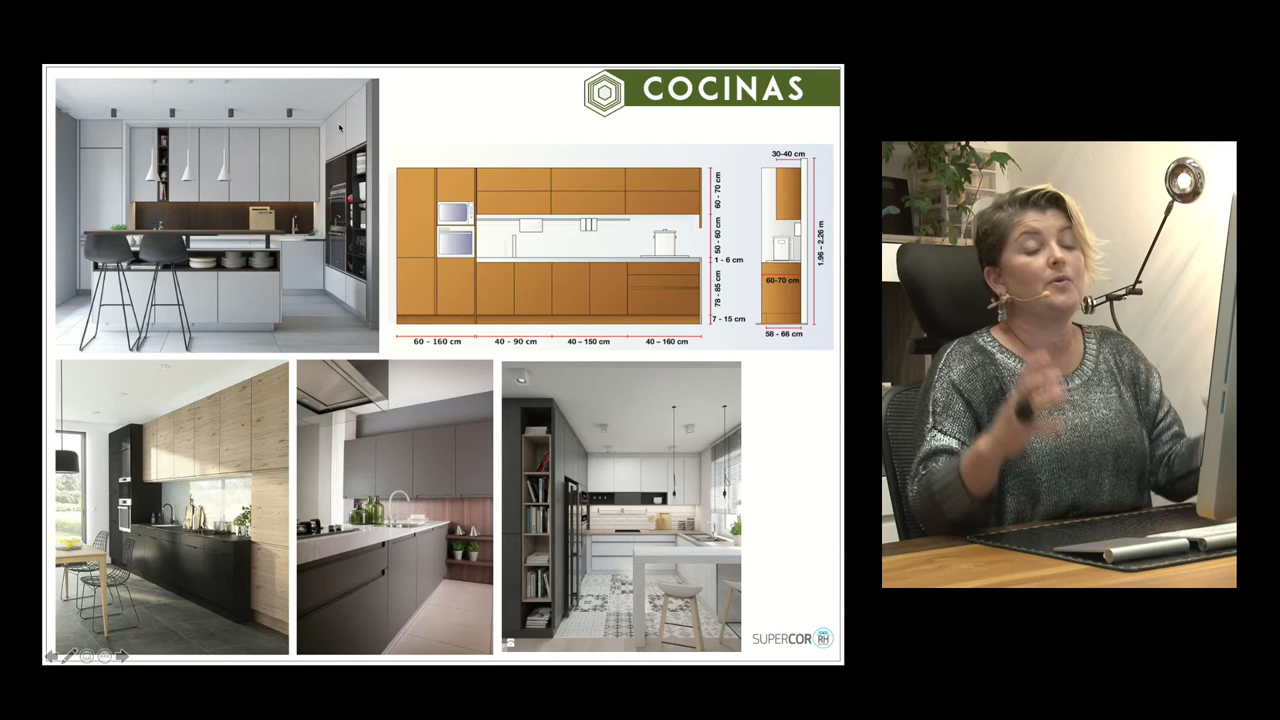 COCINAS
30-40 cm
60 - 70 cm
50 - 60 cm
1 - 6 cm
78 - 85 cm
7 - 15 cm
1.96 – 2.26 m
60-70 cm
58 - 66 cm
60 - 160 cm
40 - 90 cm
40 – 150 cm
40 – 160 cm
SUPERCOR
RH